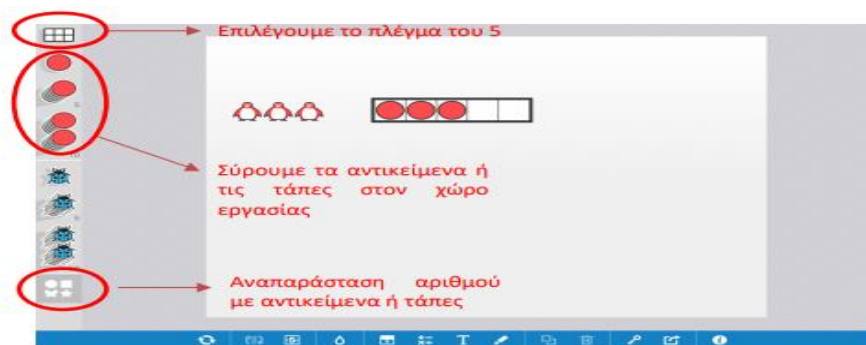 Επιλέγουμε το πλέγμα του 5
Σύρουμε τα αντικείμενα ή
τις τάπες στον χώρο
εργασίας
Αναπαράσταση αριθμού
με αντικείμενα ή τάπες